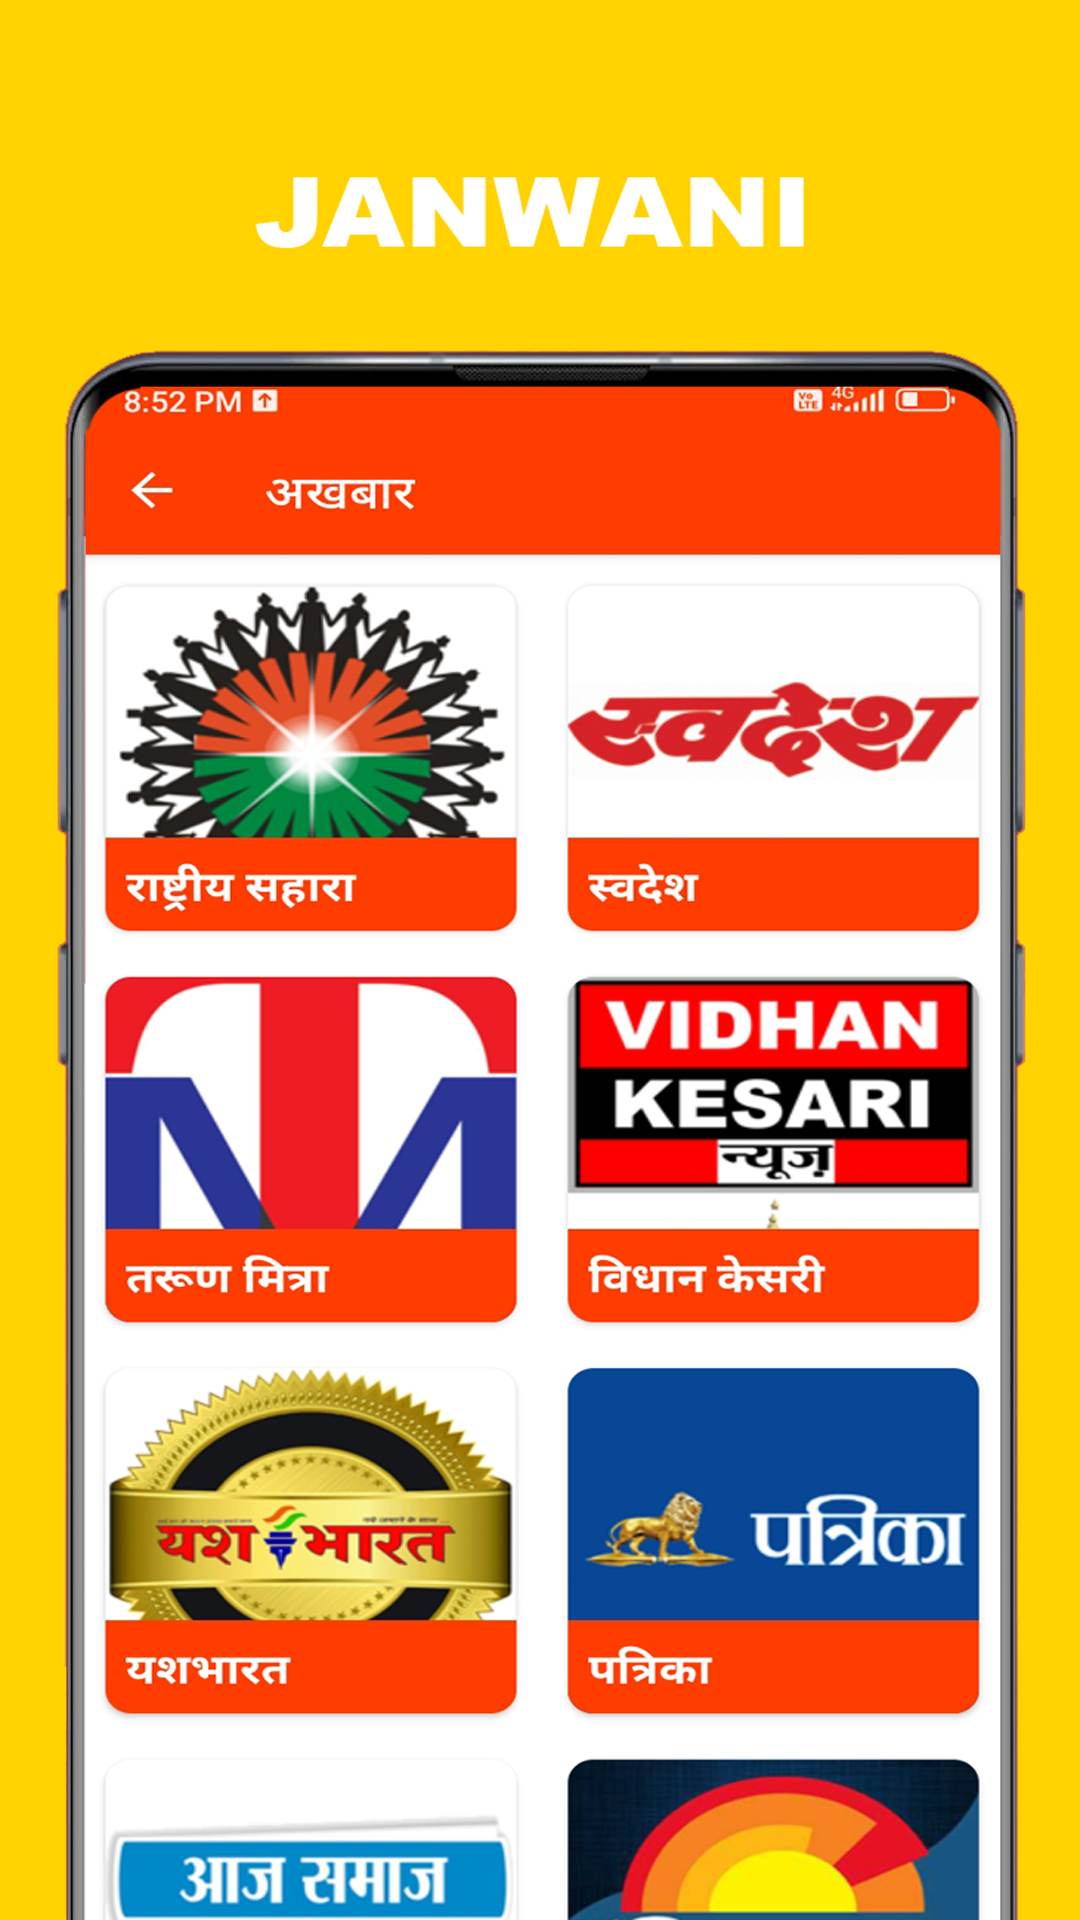 JANWANI
8:52 PM
Vo LTE 4G
अखबार
स्वदेश
राष्ट्रीय सहारा
स्वदेश
VIDHAN
KESARI
न्यूज़
तरूण मित्रा
विधान केसरी
यश भारत
पत्रिका
यशभारत
पत्रिका
आज समाज